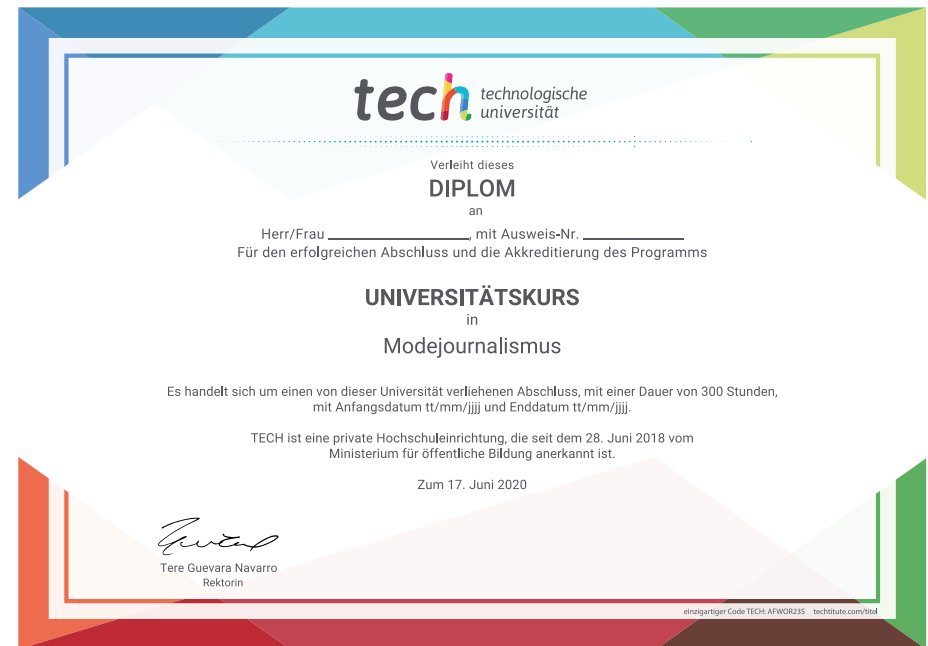 tech technologische
universität
Verleiht dieses
DIPLOM
an
Herr/Frau ____________, mit Ausweis-Nr. ____________
Für den erfolgreichen Abschluss und die Akkreditierung des Programms
UNIVERSITÄTSKURS
in
Modejournalismus
Es handelt sich um einen von dieser Universität verliehenen Abschluss, mit einer Dauer von 300 Stunden,
mit Anfangsdatum tt/mm/jjjj und Enddatum tt/mm/jjjj.
TECH ist eine private Hochschuleinrichtung, die seit dem 28. Juni 2018 vom
Ministerium für öffentliche Bildung anerkannt ist.
Zum 17. Juni 2020
Tere Guevara Navarro
Rektorin
einzigartiger Code TECH: AFWOR23S techtitute.com/titel